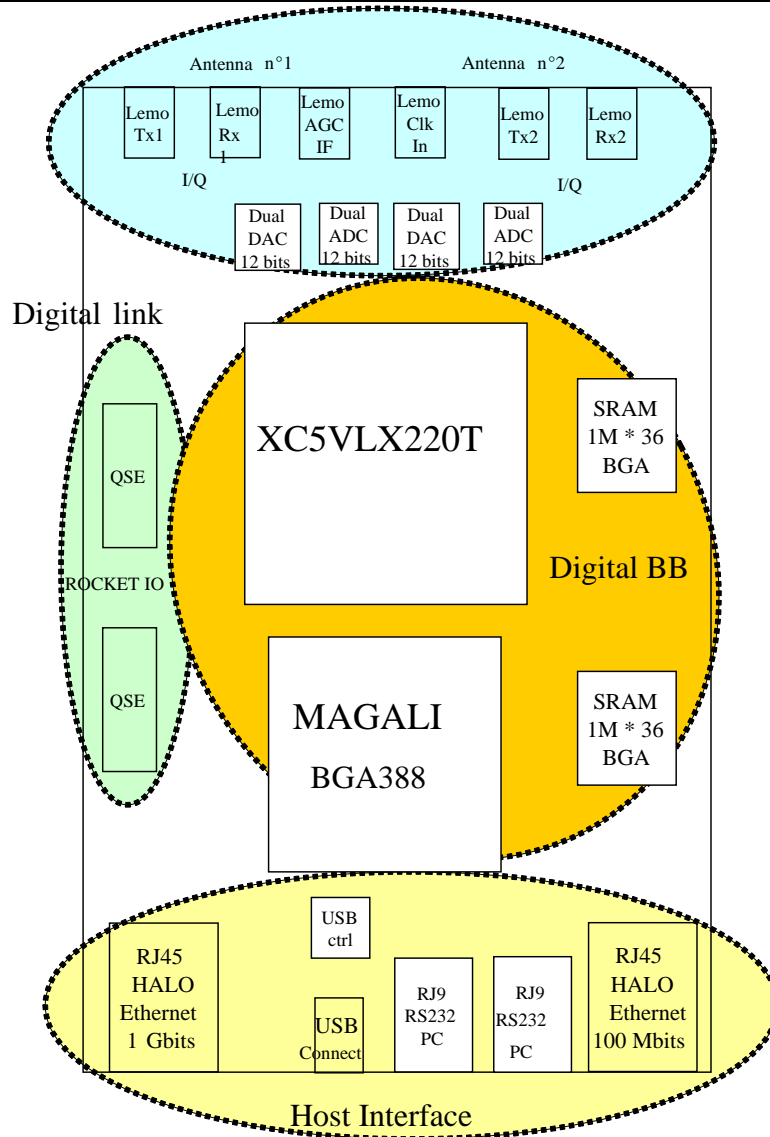 Antenna n°1
Antenna n°2
Lemo
Tx1
Lemo
Rx
1
Lemo
AGC
IF
Lemo
Clk
In
Lemo
Tx2
Lemo
Rx2
I/Q
I/Q
Dual
DAC
12 bits
Dual
ADC
12 bits
Dual
DAC
12 bits
Dual
ADC
12 bits
Digital link
QSE
ROCKET IO
QSE
XC5VLX220T
SRAM
1M * 36
BGA
Digital BB
MAGALI
BGA388
SRAM
1M * 36
BGA
RJ45
HALO
Ethernet
1 Gbits
USB
ctrl
USB
Connect
RJ9
RS232
PC
RJ9
RS232
PC
RJ45
HALO
Ethernet
100 Mbits
Host Interface